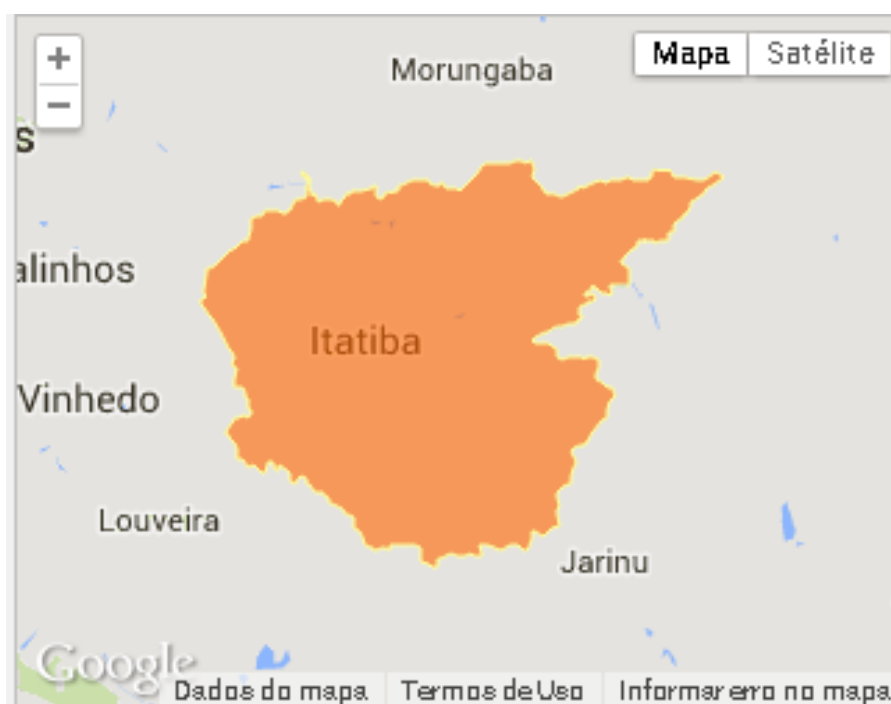 +
Mapa Satélite
Morungaba
−
s
alinhos
Itatiba
Vinhedo
Louveira
Jarinu
Google
Dados do mapa Termos de Uso Informar erro no mapa